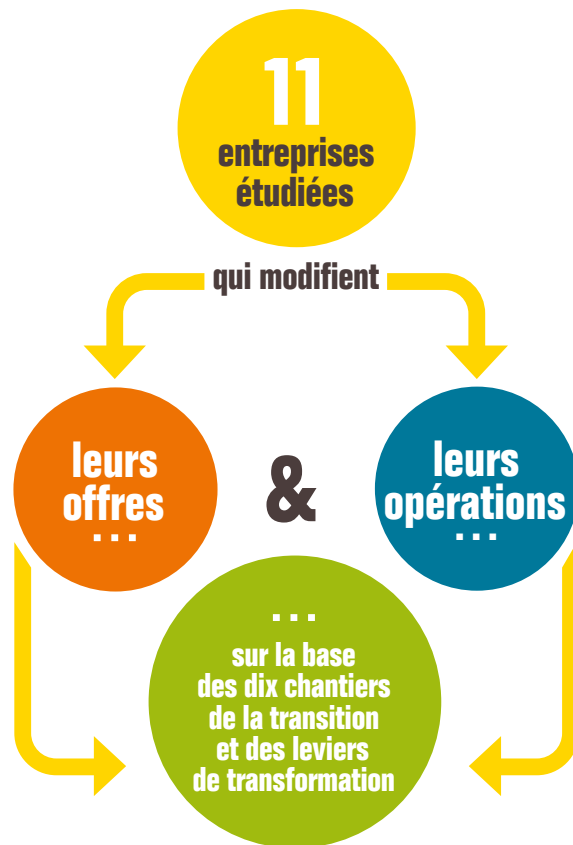 11
entreprises
étudiées
qui modifient
leurs
offres
...
&
leurs
opérations
...
...
sur la base
des dix chantiers
de la transition
et des leviers
de transformation